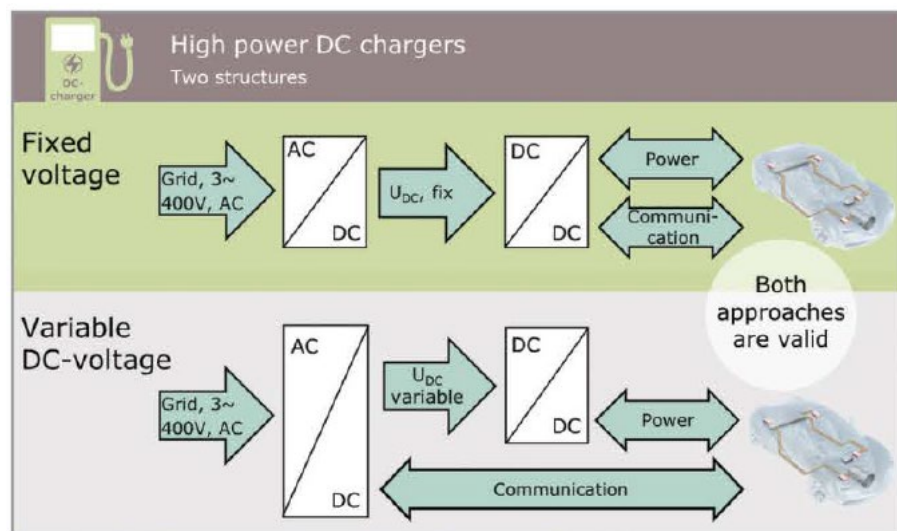 High power DC chargers
Two structures
DC-
charger
Fixed
voltage
Grid, 3~
400V, AC
AC
DC
U_DC, fix
DC
DC
Power
Communi-
cation
Both
approaches
are valid
Variable
DC-voltage
Grid, 3~
400V, AC
AC
DC
U_DC
variable
DC
DC
Power
Communication